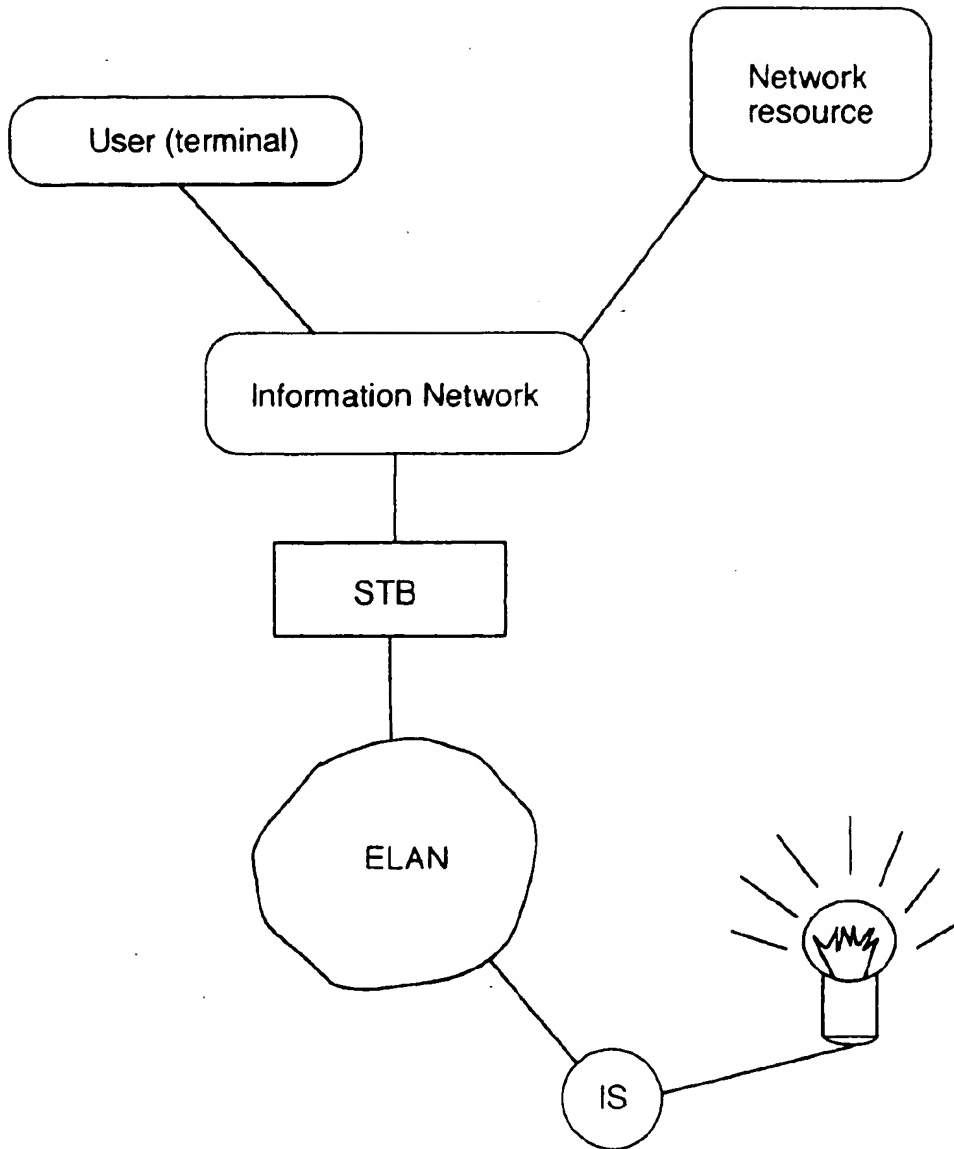 User (terminal)
Network
resource
Information Network
STB
ELAN
IS